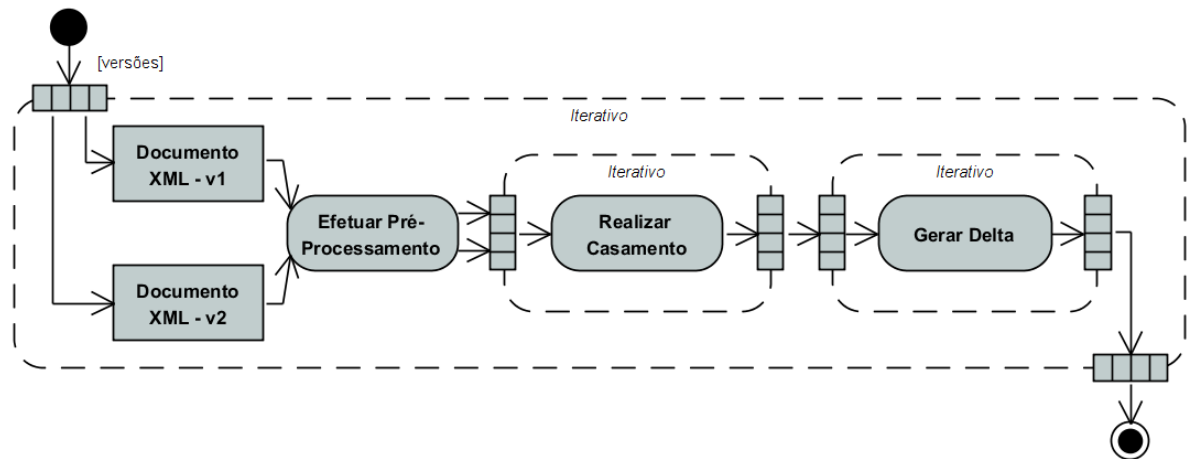 [versões]
Iterativo
Documento
XML - v1
Iterativo
Iterativo
Efetuar Pré-
Processamento
Realizar
Casamento
Gerar Delta
Documento
XML - v2